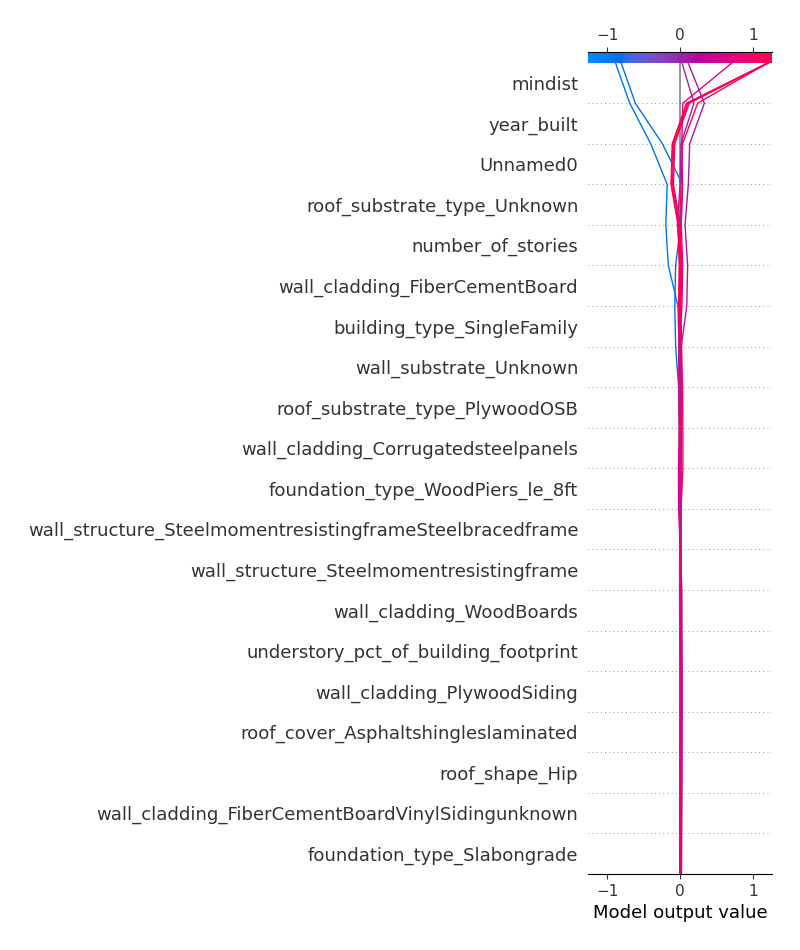 −1 0 1
mindist
year_built
Unnamed0
roof_substrate_type_Unknown
number_of_stories
wall_cladding_FiberCementBoard
building_type_SingleFamily
wall_substrate_Unknown
roof_substrate_type_PlywoodOSB
wall_cladding_Corrugatedsteelpanels
foundation_type_WoodPiers_le_8ft
wall_structure_SteelmomentresistingframeSteelbracedframe
wall_structure_Steelmomentresistingframe
wall_cladding_WoodBoards
understory_pct_of_building_footprint
wall_cladding_PlywoodSiding
roof_cover_Asphaltshingleslaminated
roof_shape_Hip
wall_cladding_FiberCementBoardVinylSidingunknown
foundation_type_Slabongrade
−1 0 1
Model output value